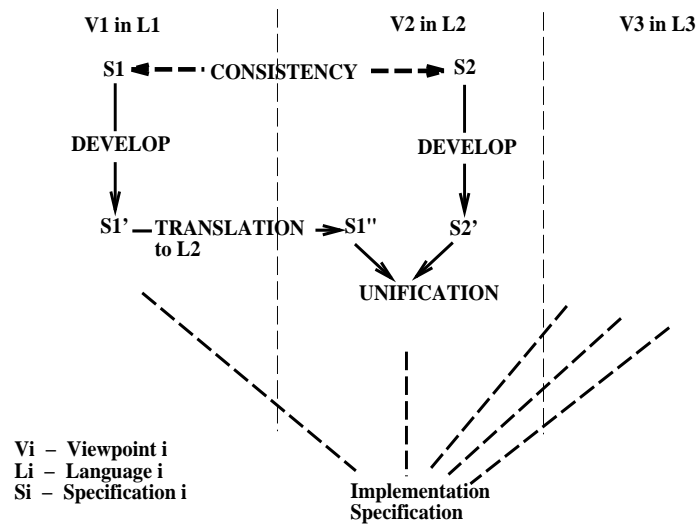 V1 in L1 V2 in L2 V3 in L3
S1 CONSISTENCY S2
DEVELOP DEVELOP
S1' TRANSLATION S1'' S2'
to L2
UNIFICATION
Vi – Viewpoint i
Li – Language i
Si – Specification i
Implementation
Specification